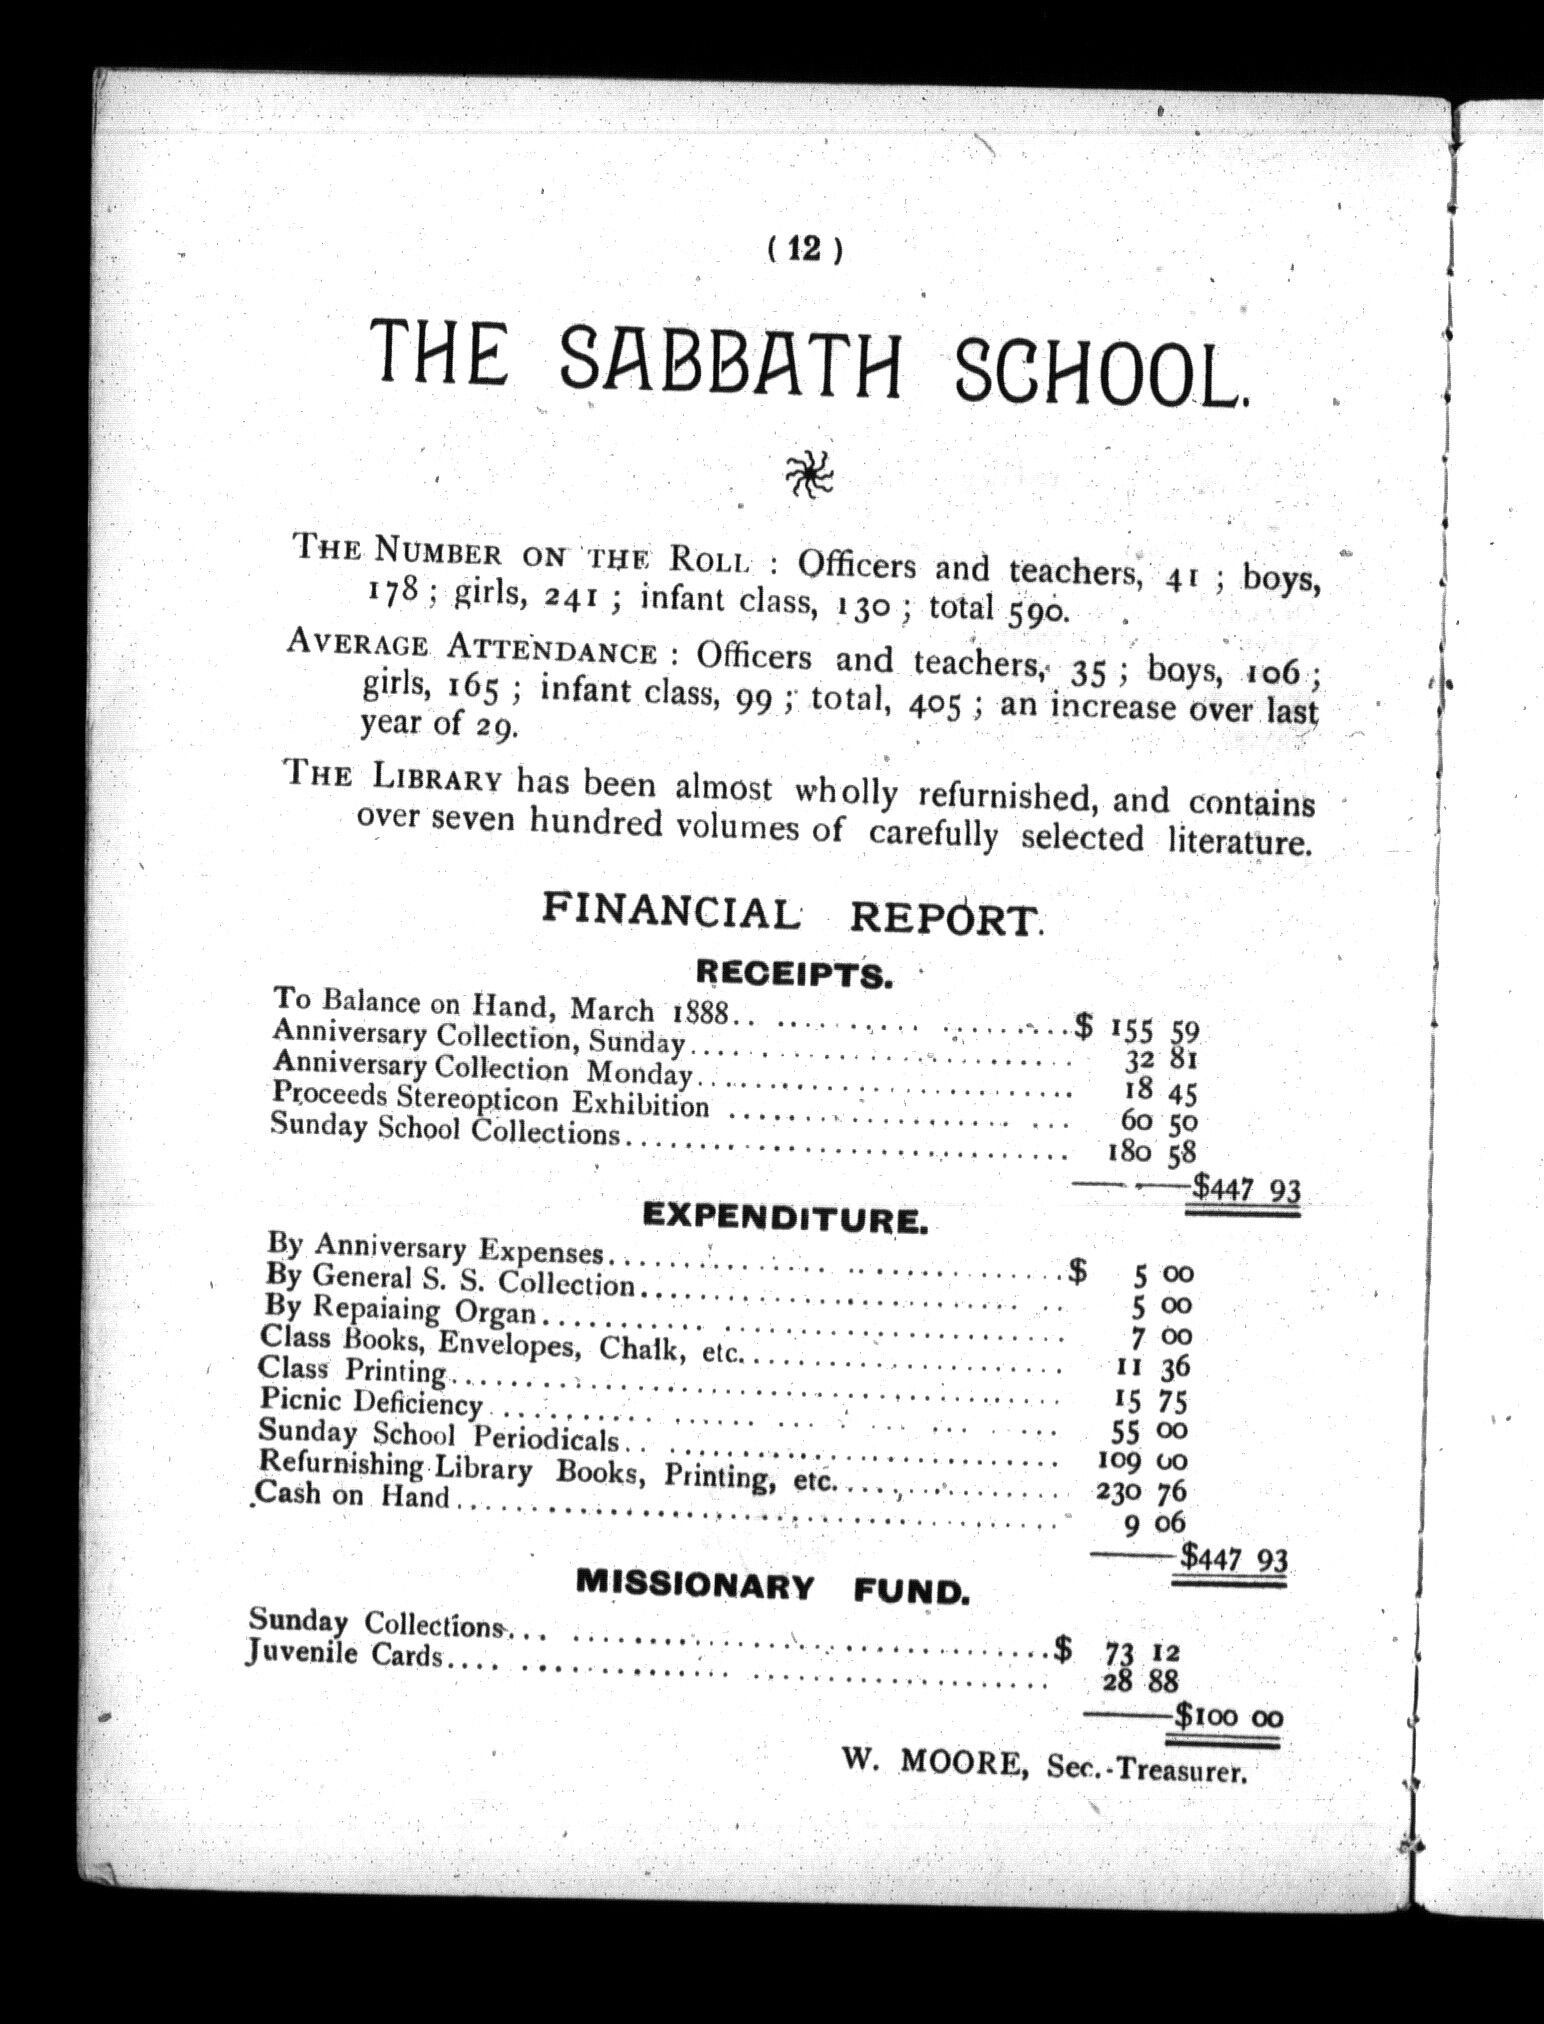 ( 12 )
THE SABBATH SCHOOL.
THE NUMBER ON THE ROLL : Officers and teachers, 41 ; boys,
178 ; girls, 241 ; infant class, 130 ; total 590.
AVERAGE ATTENDANCE : Officers and teachers, 35 ; boys, 106 ;
girls, 165 ; infant class, 99 ; total, 405 ; an increase over last
year of 29.
THE LIBRARY has been almost wholly refurnished, and contains
over seven hundred volumes of carefully selected literature.
FINANCIAL REPORT.
RECEIPTS.
To Balance on Hand, March 1888.. .......... ..........$ 155 59
Anniversary Collection, Sunday.......................... 32 81
Anniversary Collection Monday.......................... 18 45
Proceeds Stereopticon Exhibition ..................... ... 60 50
Sunday School Collections.............................. 180 58
$447 93
EXPENDITURE.
By Anniversary Expenses............... ...............$ 5 00
By General S. S. Collection.......................... .. 5 00
By Repaiaing Organ........... ....................... 7 00
Class Books, Envelopes, Chalk, etc...................... 11 36
Class Printing......................................... 15 75
Picnic Deficiency........... ...... ... ... ... ... 55 00
Sunday School Periodicals.. .......................... 109 00
Refurnishing Library Books, Printing, etc................ 230 76
Cash on Hand........................................ 9 06
$447 93
MISSIONARY FUND.
Sunday Collections... ................................$ 73 12
Juvenile Cards.... .............. .................... 28 88
$100 00
W. MOORE, Sec.-Treasurer.